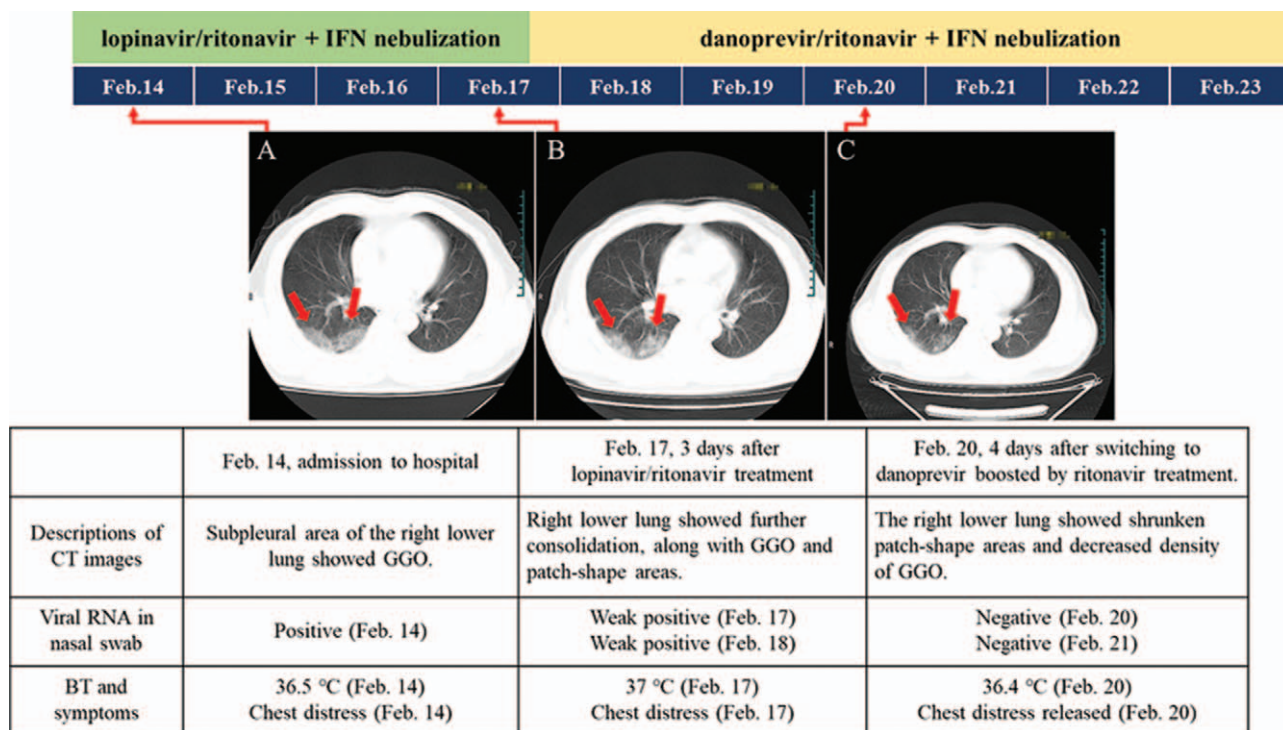 lopinavir/ritonavir + IFN nebulization
danoprevir/ritonavir + IFN nebulization
Feb.14
Feb.15
Feb.16
Feb.17
Feb.18
Feb.19
Feb.20
Feb.21
Feb.22
Feb.23
A
B
C
R
Feb. 14, admission to hospital
Feb. 17, 3 days after
lopinavir/ritonavir treatment
Feb. 20, 4 days after switching to
danoprevir boosted by ritonavir treatment.
Descriptions of
CT images
Subpleural area of the right lower
lung showed GGO.
Right lower lung showed further
consolidation, along with GGO and
patch-shape areas.
The right lower lung showed shrunken
patch-shape areas and decreased density
of GGO.
Viral RNA in
nasal swab
Positive (Feb. 14)
Weak positive (Feb. 17)
Weak positive (Feb. 18)
Negative (Feb. 20)
Negative (Feb. 21)
BT and
symptoms
36.5 °C (Feb. 14)
Chest distress (Feb. 14)
37 °C (Feb. 17)
Chest distress (Feb. 17)
36.4 °C (Feb. 20)
Chest distress released (Feb. 20)